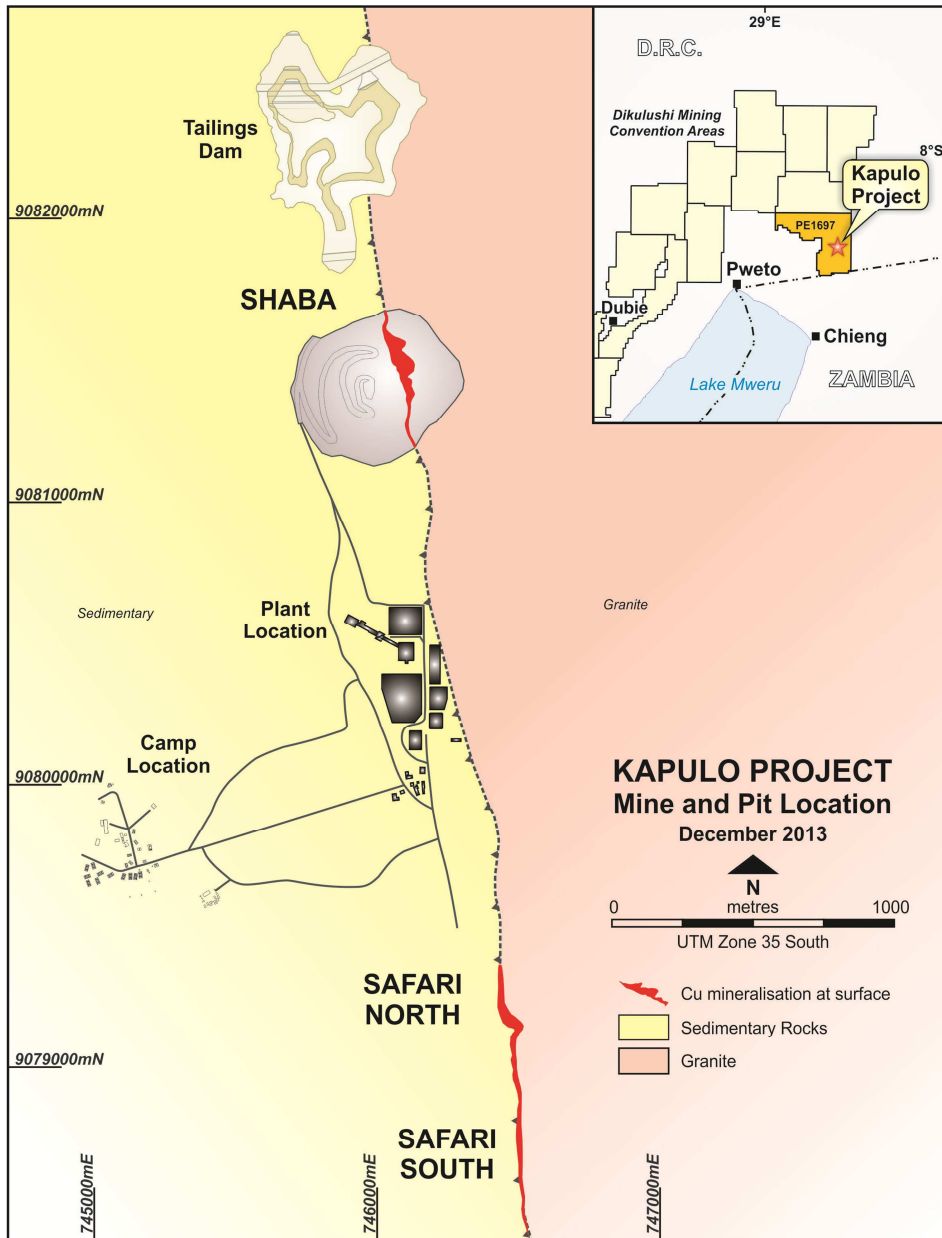 29°E
D.R.C.
Dikulushi Mining
Convention Areas
8°S
Kapulo
Project
PE1697
Pweto
Dubie
Chieng
Lake Mweru
ZAMBIA
Tailings
Dam
9082000mN
SHABA
9081000mN
Sedimentary
Plant
Location
Granite
Camp
Location
9080000mN
KAPULO PROJECT
Mine and Pit Location
December 2013
N
0 metres 1000
UTM Zone 35 South
SAFARI
NORTH
Cu mineralisation at surface
Sedimentary Rocks
Granite
9079000mN
SAFARI
SOUTH
745000mE
746000mE
747000mE